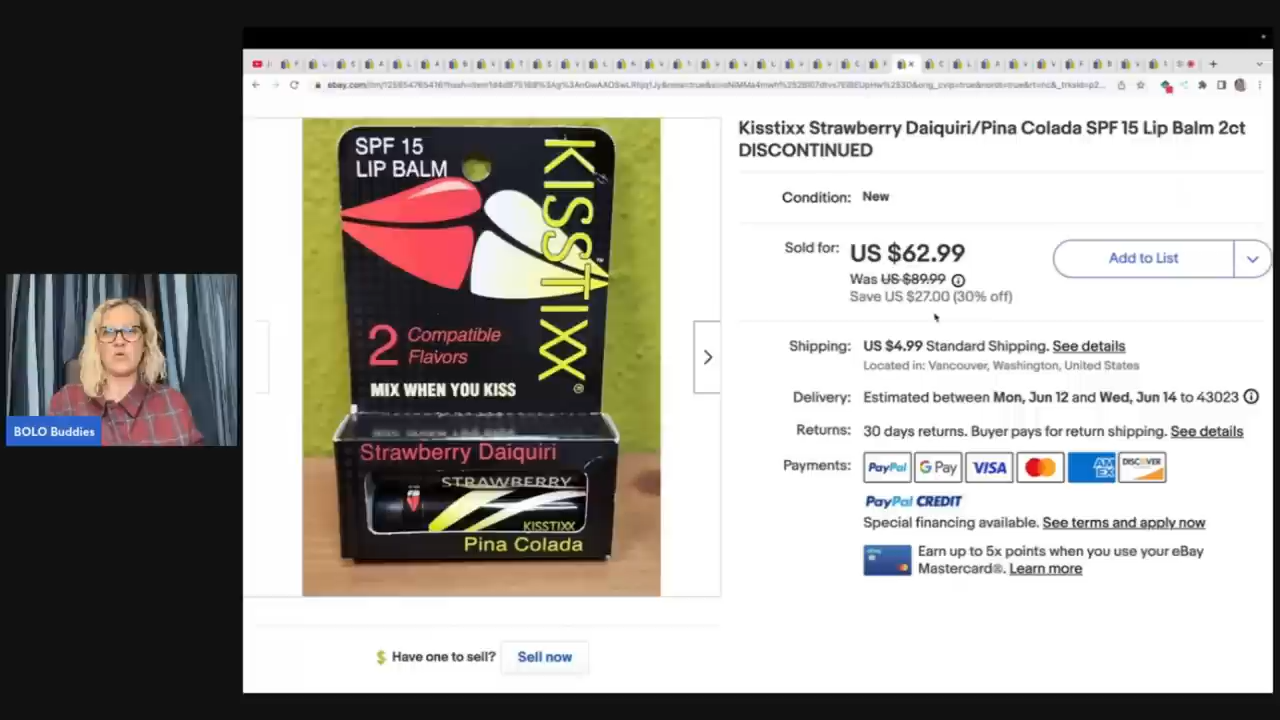 Kisstixx Strawberry Daiquiri/Pina Colada SPF 15 Lip Balm 2ct
DISCONTINUED
SPF 15
LIP BALM
KISSTIXX
2 Compatible
Flavors
MIX WHEN YOU KISS
Strawberry Daiquiri
STRAWBERRY
KISSTIXX
Pina Colada
Condition: New
Sold for: US $62.99
Was US $89.99
Save US $27.00 (30% off)
Add to List
Shipping: US $4.99 Standard Shipping. See details
Located in: Vancouver, Washington, United States
Delivery: Estimated between Mon, Jun 12 and Wed, Jun 14 to 43023
Returns: 30 days returns. Buyer pays for return shipping. See details
Payments: PayPal G Pay VISA AM EX DISCOVER
PayPal CREDIT
Special financing available. See terms and apply now
Earn up to 5x points when you use your eBay
Mastercard®. Learn more
$ Have one to sell? Sell now
BOLO Buddies